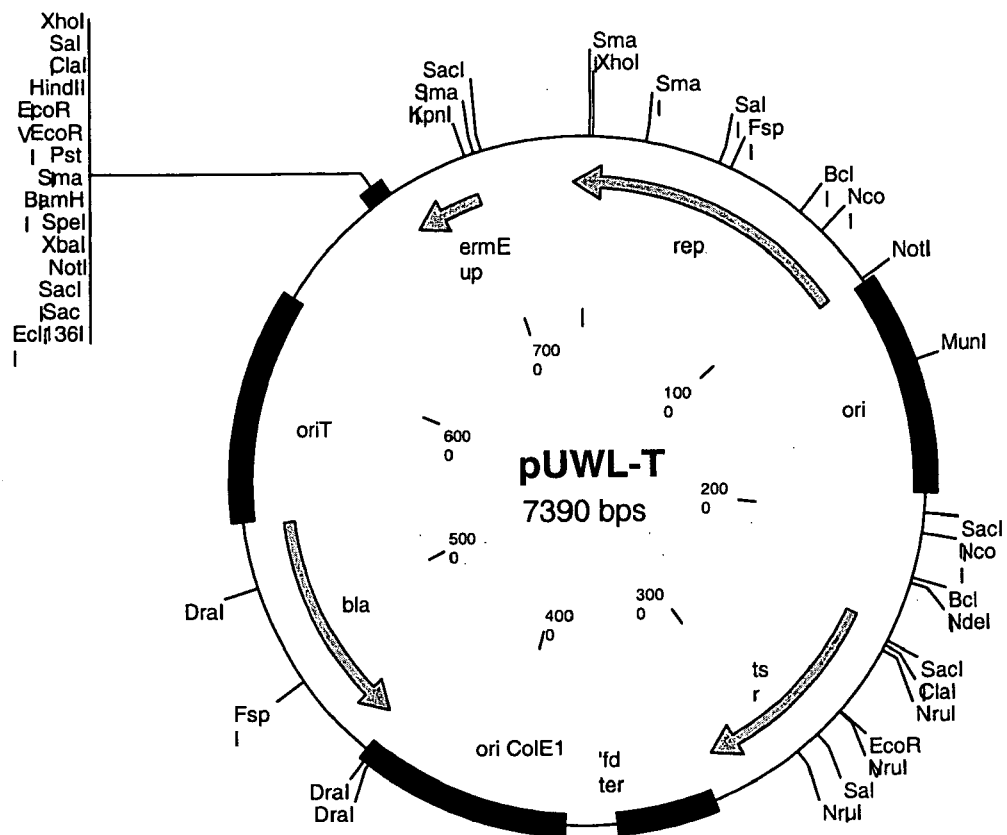 XhoI
Sal
ClaI
HindII
EcoR
VEcoR
I Pst
Sma
BamH
I SpeI
XbaI
NotI
SacI
Sac
Ecl136I
I
SacI
Sma
KpnI
I
Sma
XhoI
Sma
I
Sal
I Fsp
I
Bcl
I Nco
I
NotI
MunI
SacI
Nco
I
Bcl
NdeI
SacI
ClaI
NruI
EcoR
NruI
Sal
NruI
DraI
DraI
Fsp
I
DraI
ermE
up
rep
ori
oriT
bla
ts
r
'fd
ter
ori ColE1
I
700
0
100
0
600
0
200
0
500
0
300
0
400
0
pUWL-T
7390 bps